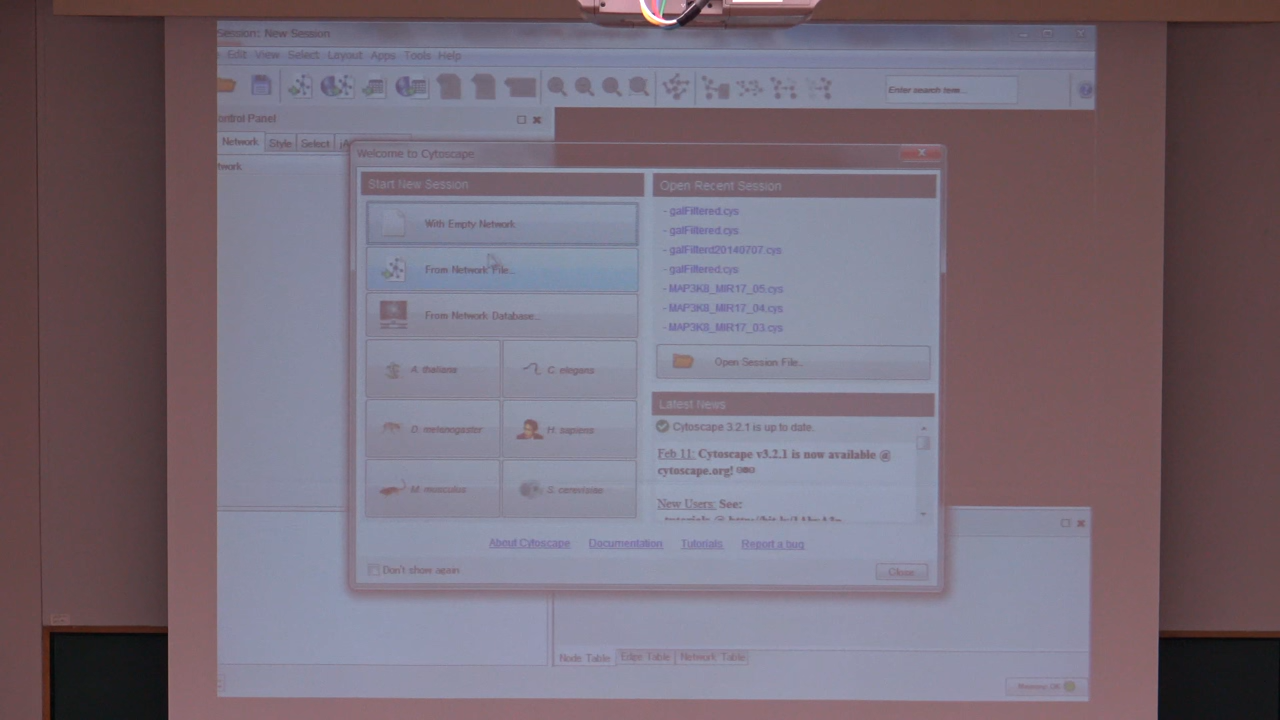 Session: New Session
Edit View Select Layout Apps Tools Help
Enter search term...
ontrol Panel
Network Style Select
twork
Welcome to Cytoscape
Start New Session
With Empty Network
From Network File...
From Network Database...
A. thaliana
C. elegans
D. melanogaster
H. sapiens
M. musculus
S. cerevisiae
Open Recent Session
- galFiltered.cys
- galFiltered.cys
- galFilterd20140707.cys
- galFiltered.cys
- MAP3K8_MIR17_05.cys
- MAP3K8_MIR17_04.cys
- MAP3K8_MIR17_03.cys
Open Session File...
Latest News
Cytoscape 3.2.1 is up to date.
Feb 11: Cytoscape v3.2.1 is now available @
cytoscape.org!
New Users: See:
About Cytoscape Documentation Tutorials Report a bug
Don't show again
Close
Node Table Edge Table Network Table
Memory: OK